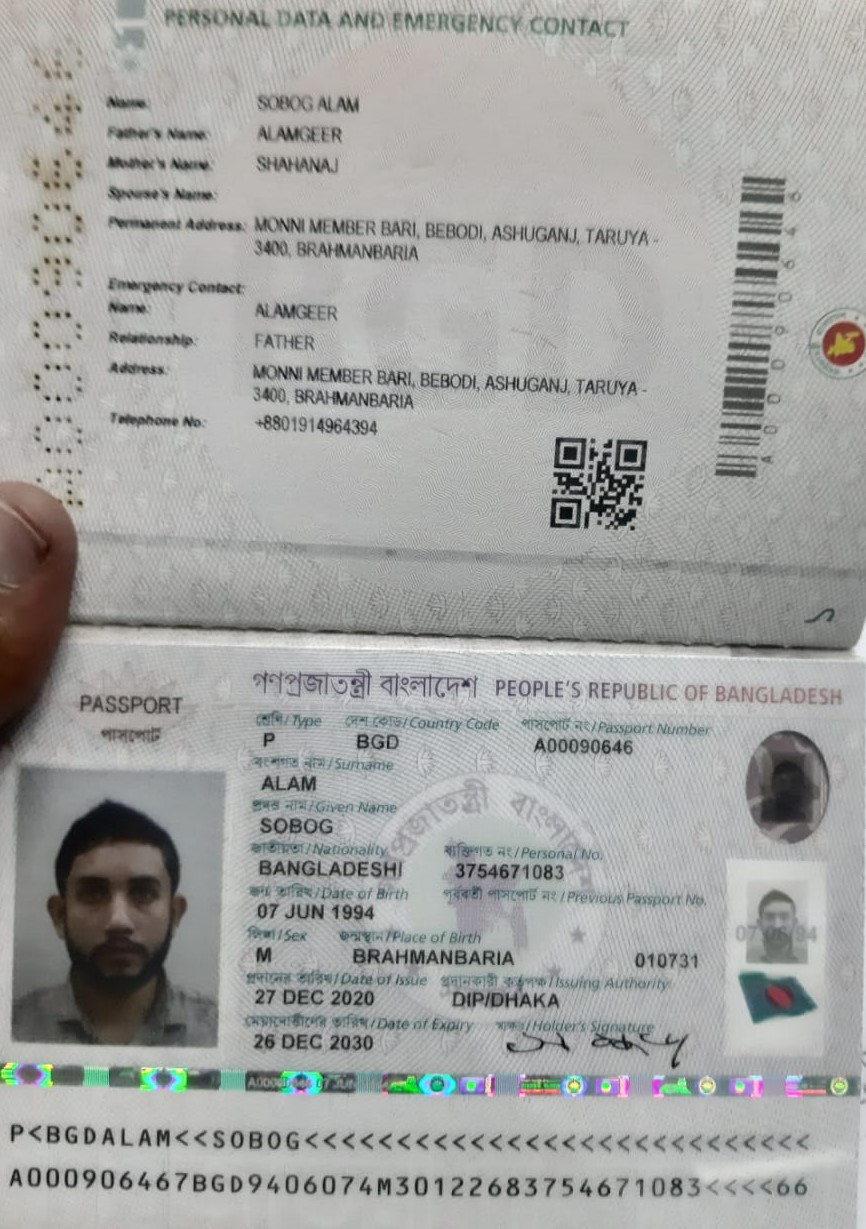 PERSONAL DATA AND EMERGENCY CONTACT
Name: SOBOG ALAM
Father's Name: ALAMGEER
Mother's Name: SHAHANAJ
Spouse's Name:
Permanent Address: MONNI MEMBER BARI, BEBODI, ASHUGANJ, TARUYA -
3400, BRAHMANBARIA
Emergency Contact:
Name: ALAMGEER
Relationship: FATHER
Address: MONNI MEMBER BARI, BEBODI, ASHUGANJ, TARUYA -
3400, BRAHMANBARIA
Telephone No: +8801914964394
A00090646
গণপ্রজাতন্ত্রী বাংলাদেশ PEOPLE'S REPUBLIC OF BANGLADESH
PASSPORT
পাসপোর্ট
শ্রেণি/Type দেশ কোড/Country Code পাসপোর্ট নং/Passport Number
P BGD A00090646
বংশগত নাম/Surname
ALAM
প্রদত্ত নাম/Given Name
SOBOG
জাতীয়তা/Nationality ব্যক্তিগত নং/Personal No.
BANGLADESHI 3754671083
জন্ম তারিখ/Date of Birth পূর্ববর্তী পাসপোর্ট নং/Previous Passport No.
07 JUN 1994
লিঙ্গ/Sex জন্মস্থান/Place of Birth
M BRAHMANBARIA 010731
প্রদানের তারিখ/Date of Issue প্রদানকারী কর্তৃপক্ষ/Issuing Authority
27 DEC 2020 DIP/DHAKA
মেয়াদোত্তীর্ণের তারিখ/Date of Expiry স্বাক্ষর/Holder's Signature
26 DEC 2030
P<BGDALAM<<SOBOG<<<<<<<<<<<<<<<<<<<<<<<<<<<<
A000906467BGD9406074M30122683754671083<<<<66